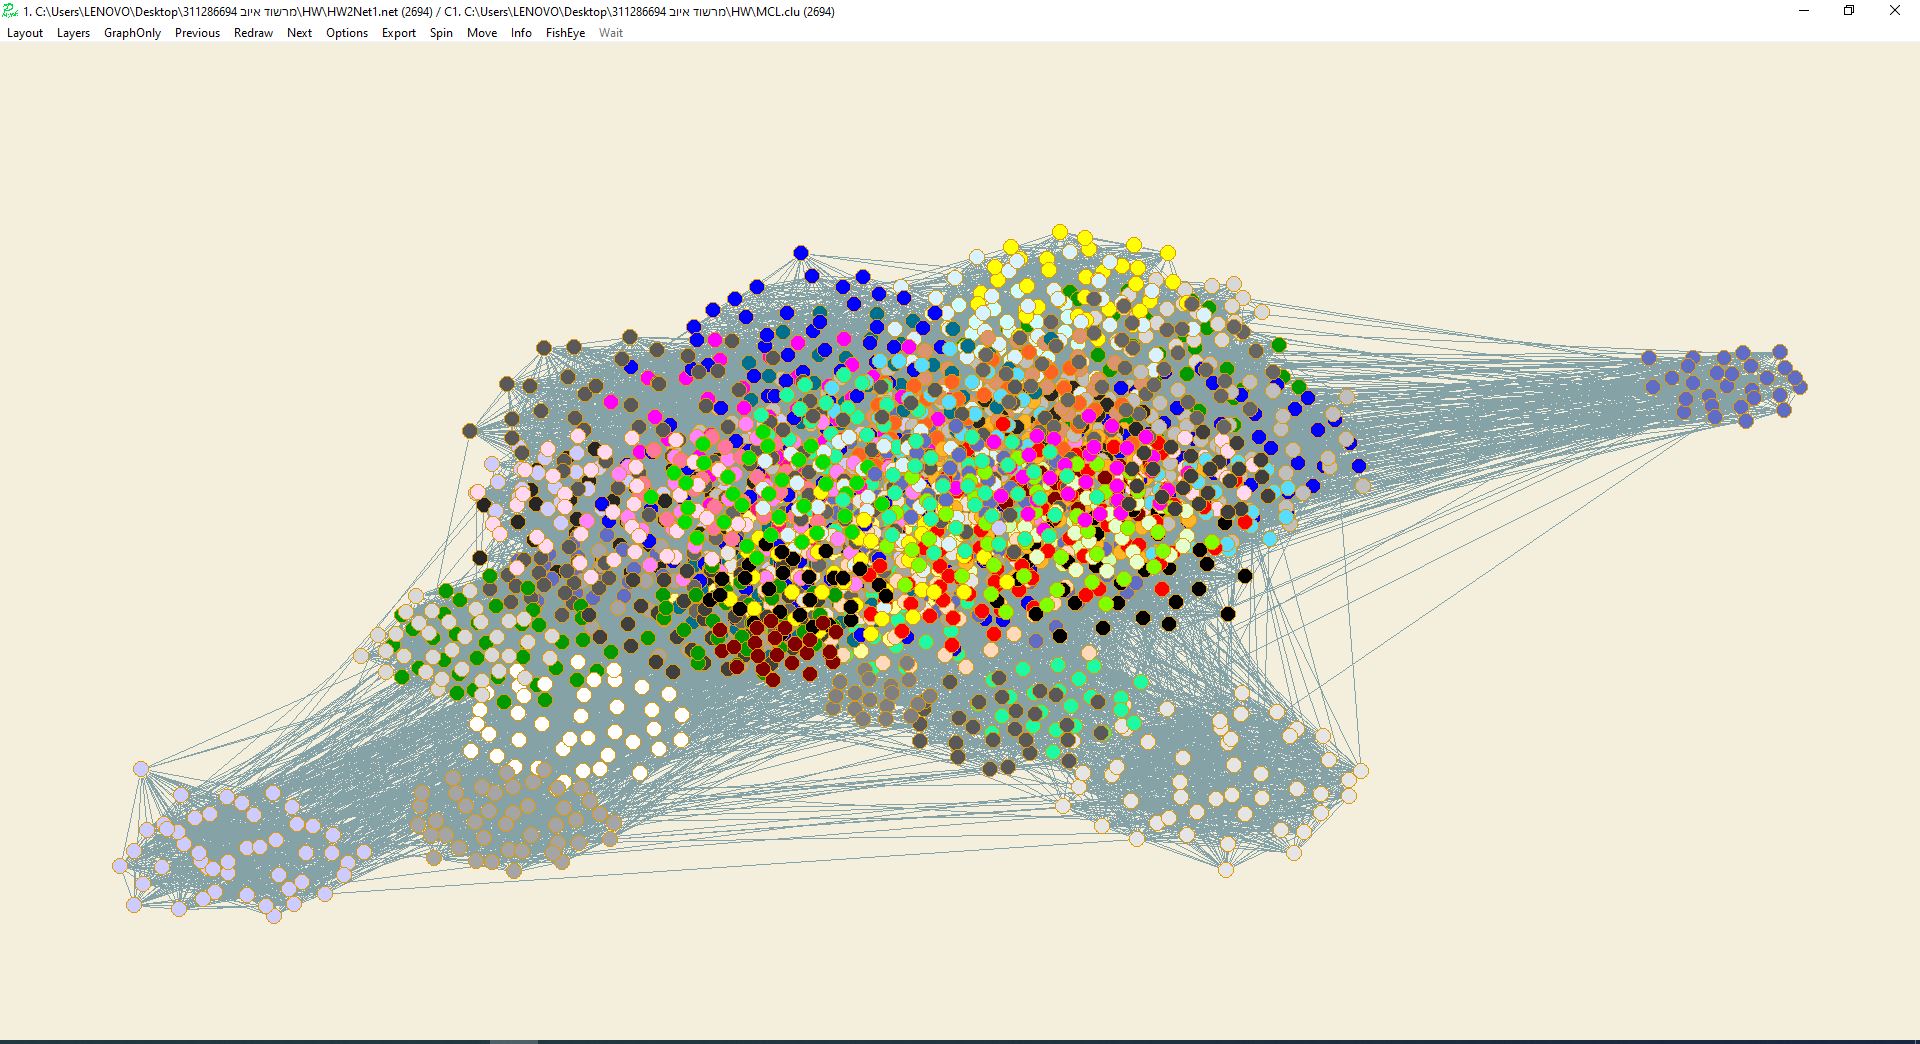 1. C:\Users\LENOVO\Desktop\311286694 מרשוד איוב\HW\HW2Net1.net (2694) / C1. C:\Users\LENOVO\Desktop\311286694 מרשוד איוב\HW\MCL.clu (2694)
Layout Layers GraphOnly Previous Redraw Next Options Export Spin Move Info FishEye Wait